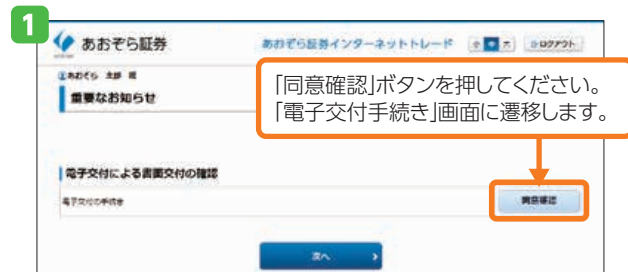 1
あおぞら証券
あおぞら証券インターネットトレード 小 中 大 ログアウト
あおぞら 太郎 様
重要なお知らせ
「同意確認」ボタンを押してください。
「電子交付手続き」画面に遷移します。
電子交付による書面交付の確認
電子交付の手続き
同意確認
次へ